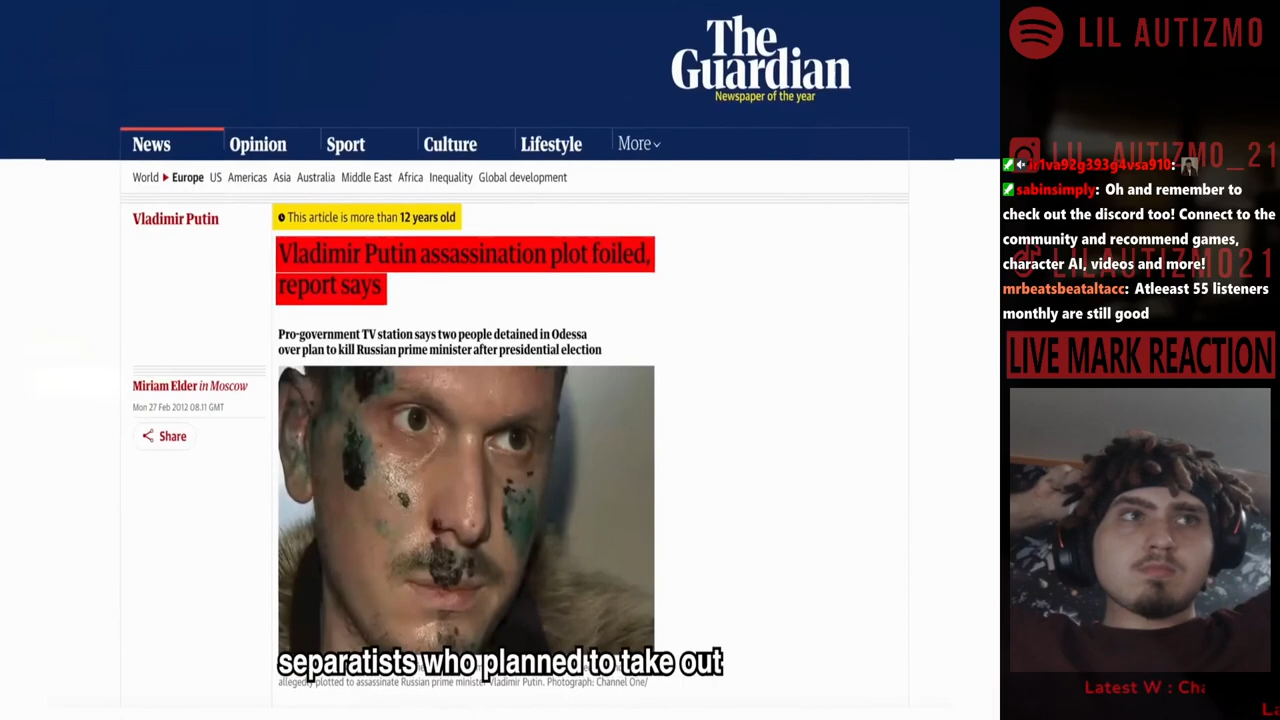 The
Guardian
Newspaper of the year
News
Opinion
Sport
Culture
Lifestyle
More
World
Europe
US
Americas
Asia
Australia
Middle East
Africa
Inequality
Global development
Vladimir Putin
This article is more than 12 years old
Vladimir Putin assassination plot foiled,
report says
Pro-government TV station says two people detained in Odessa
over plan to kill Russian prime minister after presidential election
Miriam Elder in Moscow
Mon 27 Feb 2012 08.11 GMT
Share
separatists who planned to take out
allegedly plotted to assassinate Russian prime minister Vladimir Putin. Photograph: Channel One/
LIL AUTIZMO
sabinsimply: Oh and remember to
check out the discord too! Connect to the
community and recommend games,
character AI, videos and more!
LILAUTIZMO21
mrbeatsbeataltacc: Atleeast 55 listeners
monthly are still good
LIVE MARK REACTION
Latest W : Cha